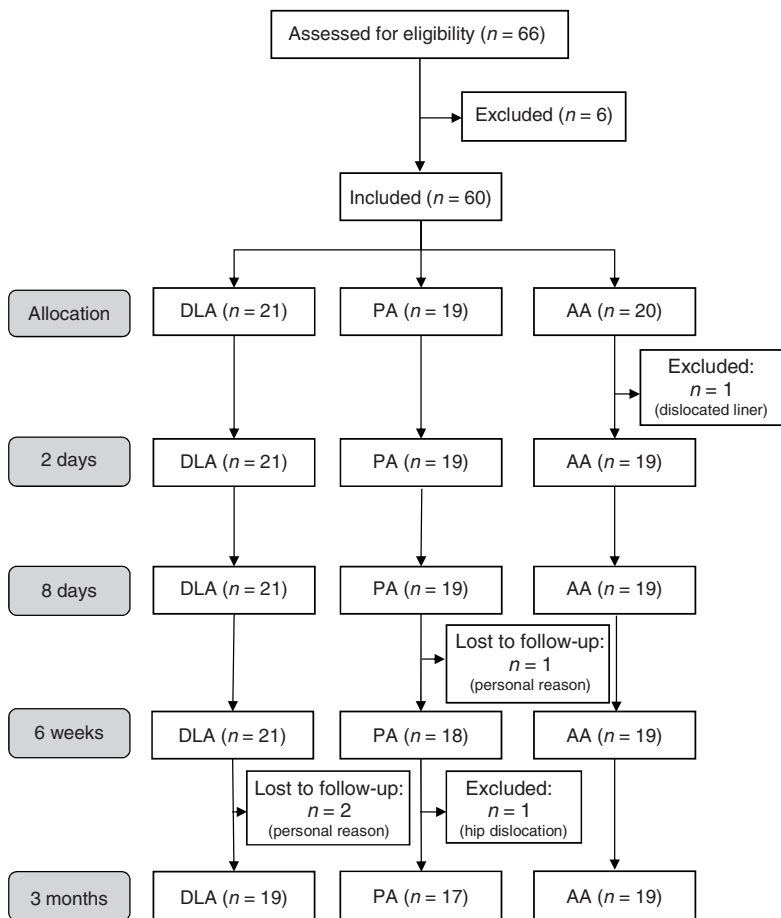 Assessed for eligibility (n = 66)
Excluded (n = 6)
Included (n = 60)
Allocation
DLA (n = 21)
PA (n = 19)
AA (n = 20)
Excluded:
n = 1
(dislocated liner)
2 days
DLA (n = 21)
PA (n = 19)
AA (n = 19)
8 days
DLA (n = 21)
PA (n = 19)
AA (n = 19)
Lost to follow-up:
n = 1
(personal reason)
6 weeks
DLA (n = 21)
PA (n = 18)
AA (n = 19)
Lost to follow-up:
n = 2
(personal reason)
Excluded:
n = 1
(hip dislocation)
3 months
DLA (n = 19)
PA (n = 17)
AA (n = 19)